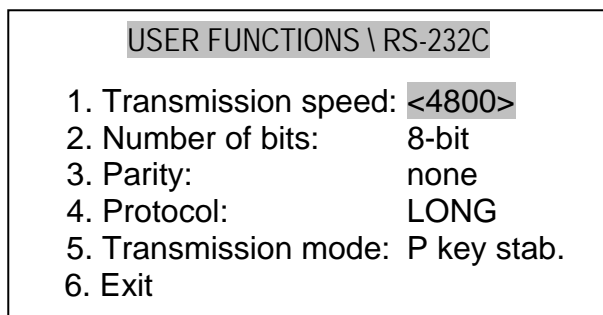 USER FUNCTIONS \ RS-232C
1. Transmission speed: <4800>
2. Number of bits: 8-bit
3. Parity: none
4. Protocol: LONG
5. Transmission mode: P key stab.
6. Exit